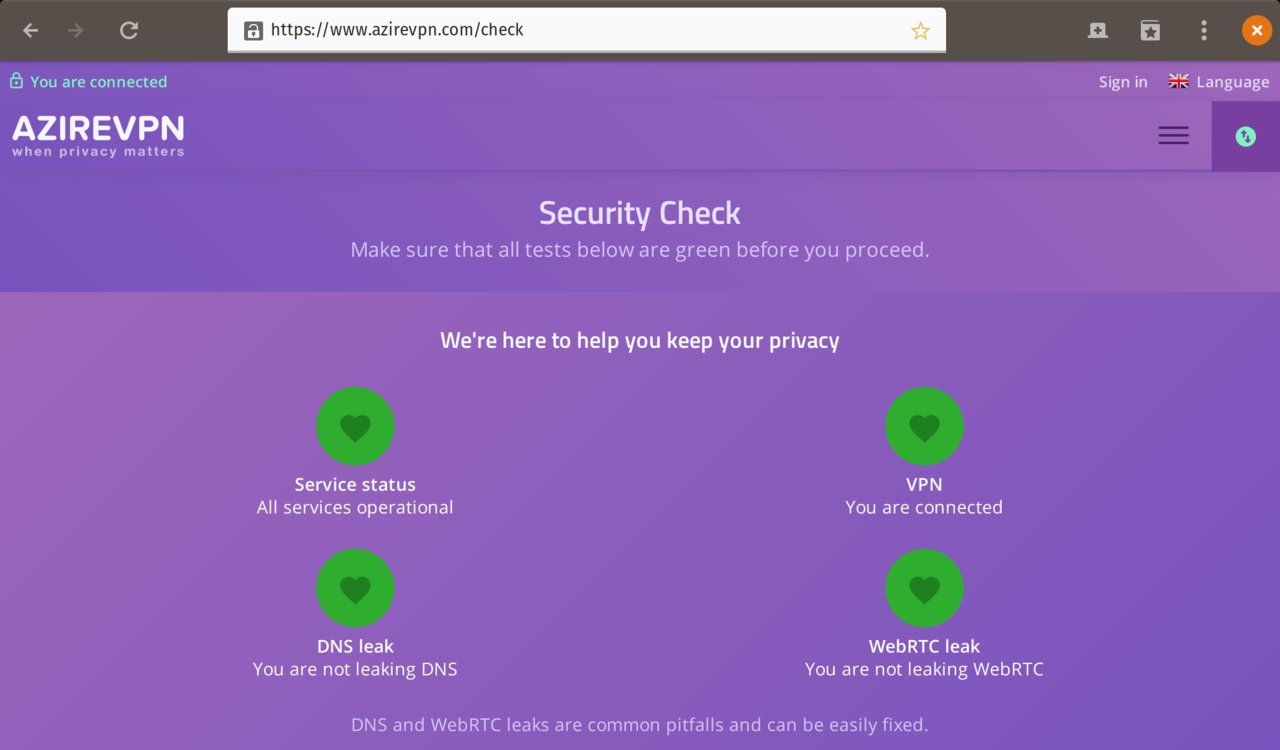 https://www.azirevpn.com/check
You are connected
Sign in
Language
AZIREVPN
when privacy matters
Security Check
Make sure that all tests below are green before you proceed.
We're here to help you keep your privacy
Service status
All services operational
VPN
You are connected
DNS leak
You are not leaking DNS
WebRTC leak
You are not leaking WebRTC
DNS and WebRTC leaks are common pitfalls and can be easily fixed.